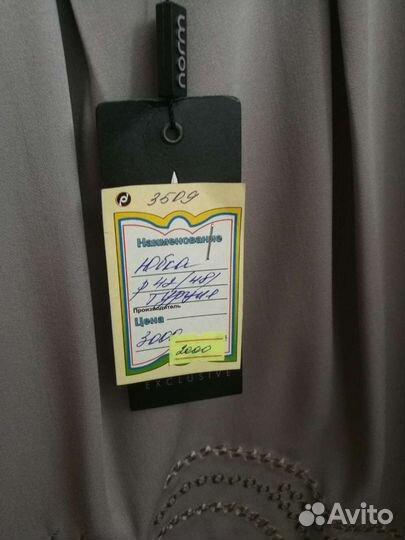 norm
3509
Наименование
Юбка
р 42 (48)
Турция
Производитель
Цена
3000
2000
EXCLUSIVE
Avito